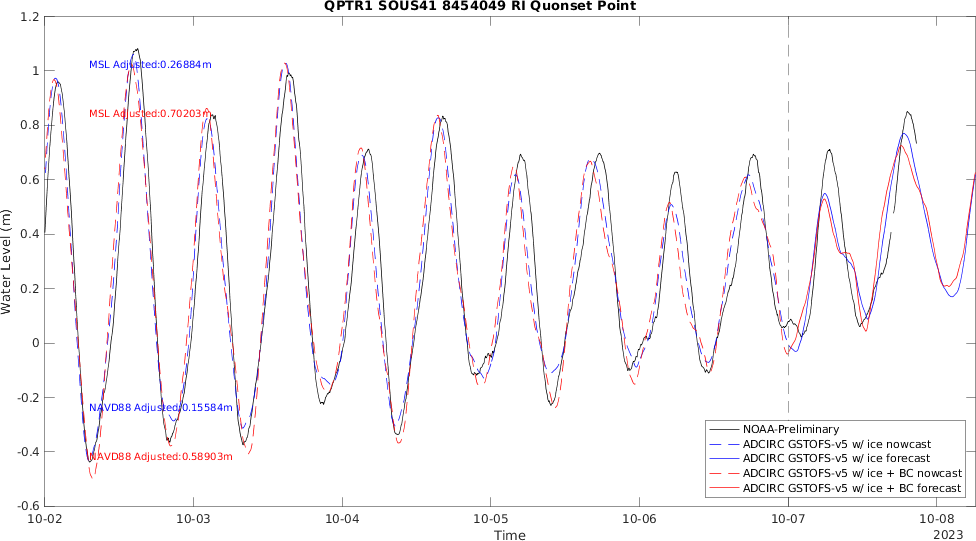 QPTR1 SOUS41 8454049 RI Quonset Point
1.2
1
0.8
0.6
0.4
0.2
0
-0.2
-0.4
-0.6
Water Level (m)
MSL Adjusted:0.26884m
MSL Adjusted:0.70203m
NAVD88 Adjusted:0.15584m
NAVD88 Adjusted:0.58903m
NOAA-Preliminary
ADCIRC GSTOFS-v5 w/ ice nowcast
ADCIRC GSTOFS-v5 w/ ice forecast
ADCIRC GSTOFS-v5 w/ ice + BC nowcast
ADCIRC GSTOFS-v5 w/ ice + BC forecast
10-02 10-03 10-04 10-05 10-06 10-07 10-08
Time
2023